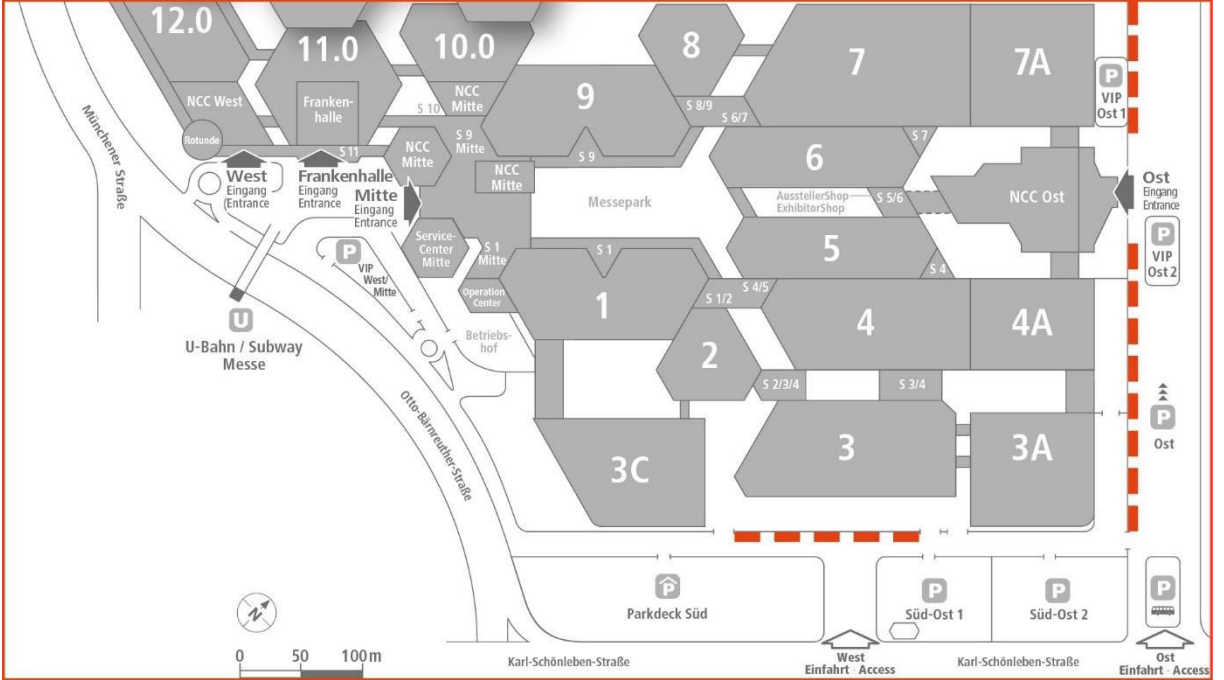 12.0
11.0
10.0
8
7
7A
P
VIP
Ost 1
NCC West
Franken-
halle
NCC
Mitte
S 10
9
S 8/9
S 6/7
Rotunde
S 11
NCC
Mitte
S 9
Mitte
S 9
6
S 7
Münchener Straße
West
Eingang
Entrance
Frankenhalle
Eingang
Entrance
Mitte
Eingang
Entrance
NCC
Mitte
Messepark
AusstellerShop
ExhibitorShop
S 5/6
NCC Ost
Ost
Eingang
Entrance
P
VIP
Ost 2
P
VIP
West/
Mitte
Service-
Center
Mitte
S 1
Mitte
S 1
5
S 4
Operation
Center
1
S 1/2
S 4/5
4
4A
U
U-Bahn / Subway
Messe
Betriebs-
hof
2
S 2/3/4
S 3/4
P
Ost
Otto-Bärnreuther-Straße
3C
3
3A
P
Parkdeck Süd
P
Süd-Ost 1
P
Süd-Ost 2
P
N
0 50 100 m
Karl-Schönleben-Straße
West
Einfahrt · Access
Karl-Schönleben-Straße
Ost
Einfahrt · Access